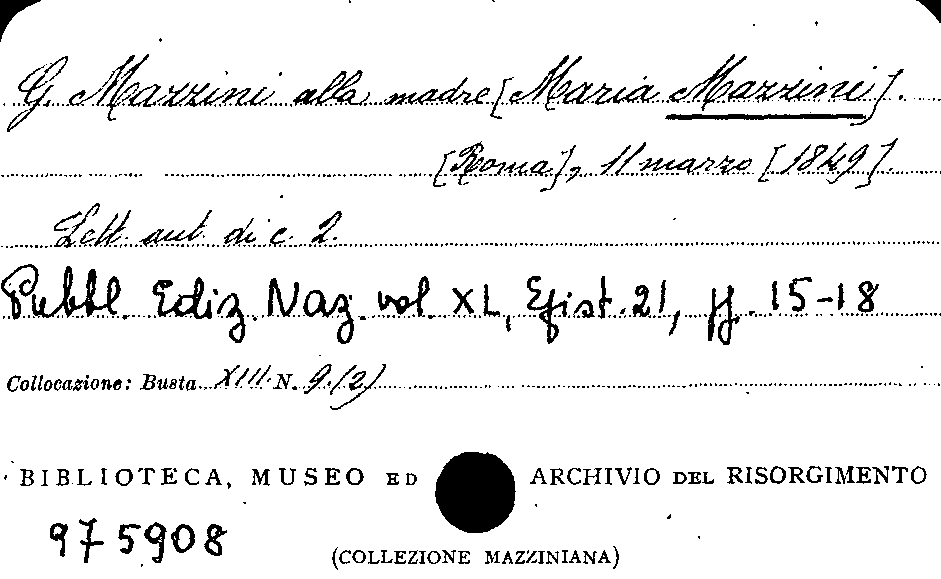 G. Mazzini alla madre [Maria Mazzini].
[Roma], 11 marzo [1849].
Lett. aut. di c. 2.
Pubbl. Ediz. Naz. vol. XL, Epist. 21, pp. 15-18
Collocazione: Busta XIII N. 9.(2)
BIBLIOTECA, MUSEO ED ARCHIVIO DEL RISORGIMENTO
975908
(COLLEZIONE MAZZINIANA)